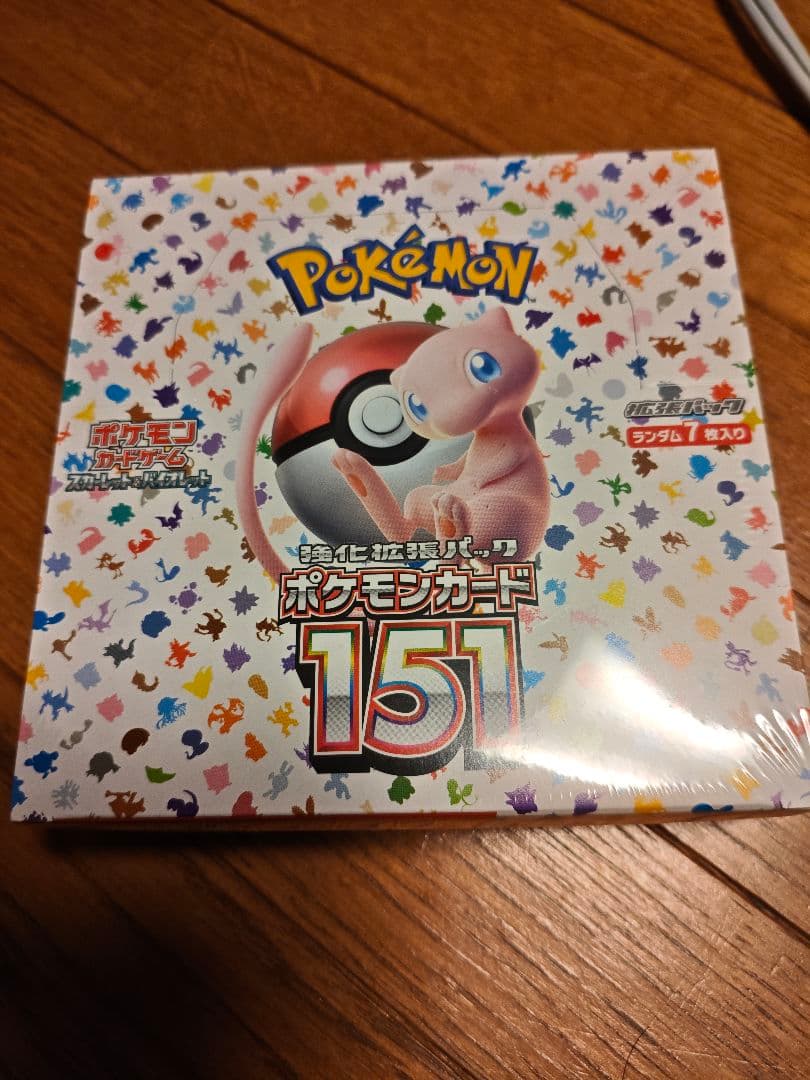 POKéMON
ポケモン
カードゲーム
スカーレット&バイオレット
拡張パック
ランダム7枚入り
強化拡張パック
ポケモンカード
151